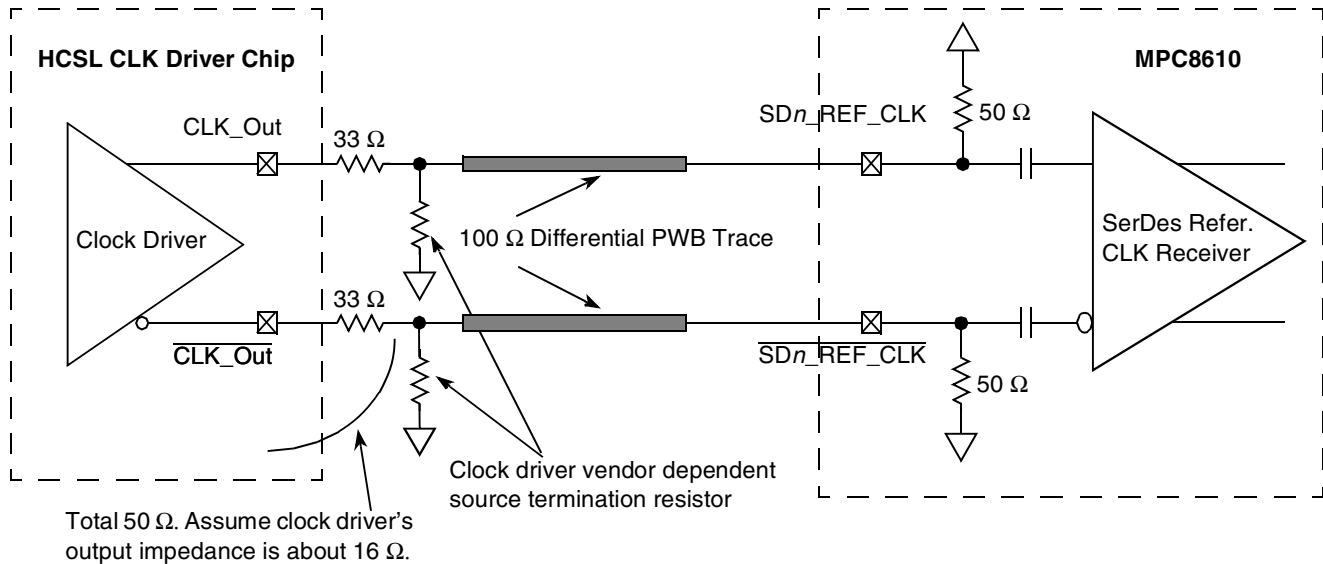 HCSL CLK Driver Chip
MPC8610
CLK_Out
33 Ω
SDn_REF_CLK
50 Ω
Clock Driver
100 Ω Differential PWB Trace
SerDes Refer.
CLK Receiver
33 Ω
CLK_Out
SDn_REF_CLK
50 Ω
Clock driver vendor dependent
source termination resistor
Total 50 Ω. Assume clock driver's
output impedance is about 16 Ω.